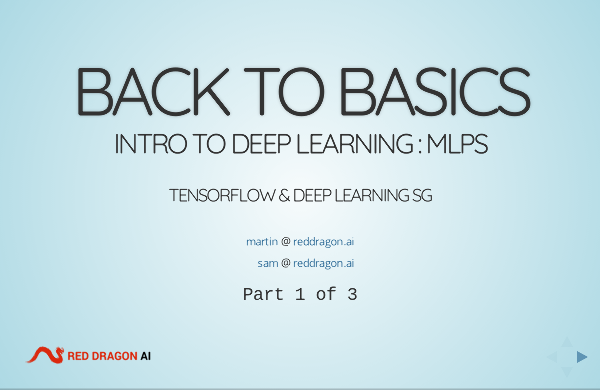 BACK TO BASICS
INTRO TO DEEP LEARNING : MLPS
TENSORFLOW & DEEP LEARNING SG
martin @ reddragon.ai
sam @ reddragon.ai
Part 1 of 3
RED DRAGON AI